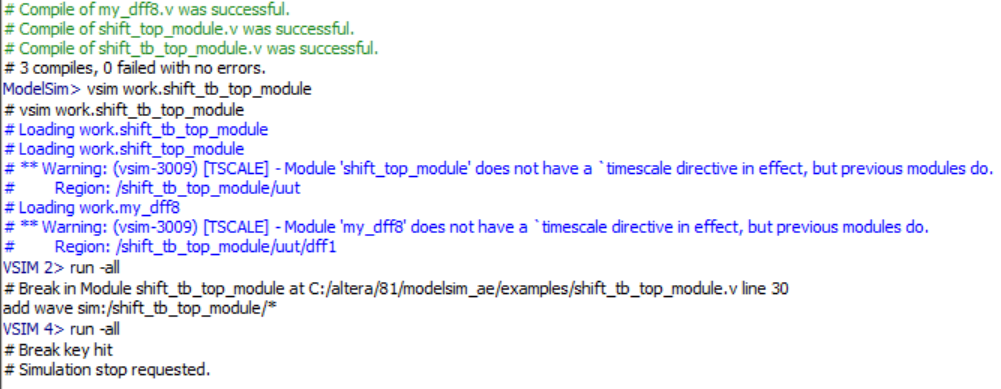 # Compile of my_dff8.v was successful.
# Compile of shift_top_module.v was successful.
# Compile of shift_tb_top_module.v was successful.
# 3 compiles, 0 failed with no errors.
ModelSim> vsim work.shift_tb_top_module
# vsim work.shift_tb_top_module
# Loading work.shift_tb_top_module
# Loading work.shift_top_module
# ** Warning: (vsim-3009) [TSCALE] - Module 'shift_top_module' does not have a `timescale directive in effect, but previous modules do.
#         Region: /shift_tb_top_module/uut
# Loading work.my_dff8
# ** Warning: (vsim-3009) [TSCALE] - Module 'my_dff8' does not have a `timescale directive in effect, but previous modules do.
#         Region: /shift_tb_top_module/uut/dff1
VSIM 2> run -all
# Break in Module shift_tb_top_module at C:/altera/81/modelsim_ae/examples/shift_tb_top_module.v line 30
add wave sim:/shift_tb_top_module/*
VSIM 4> run -all
# Break key hit
# Simulation stop requested.